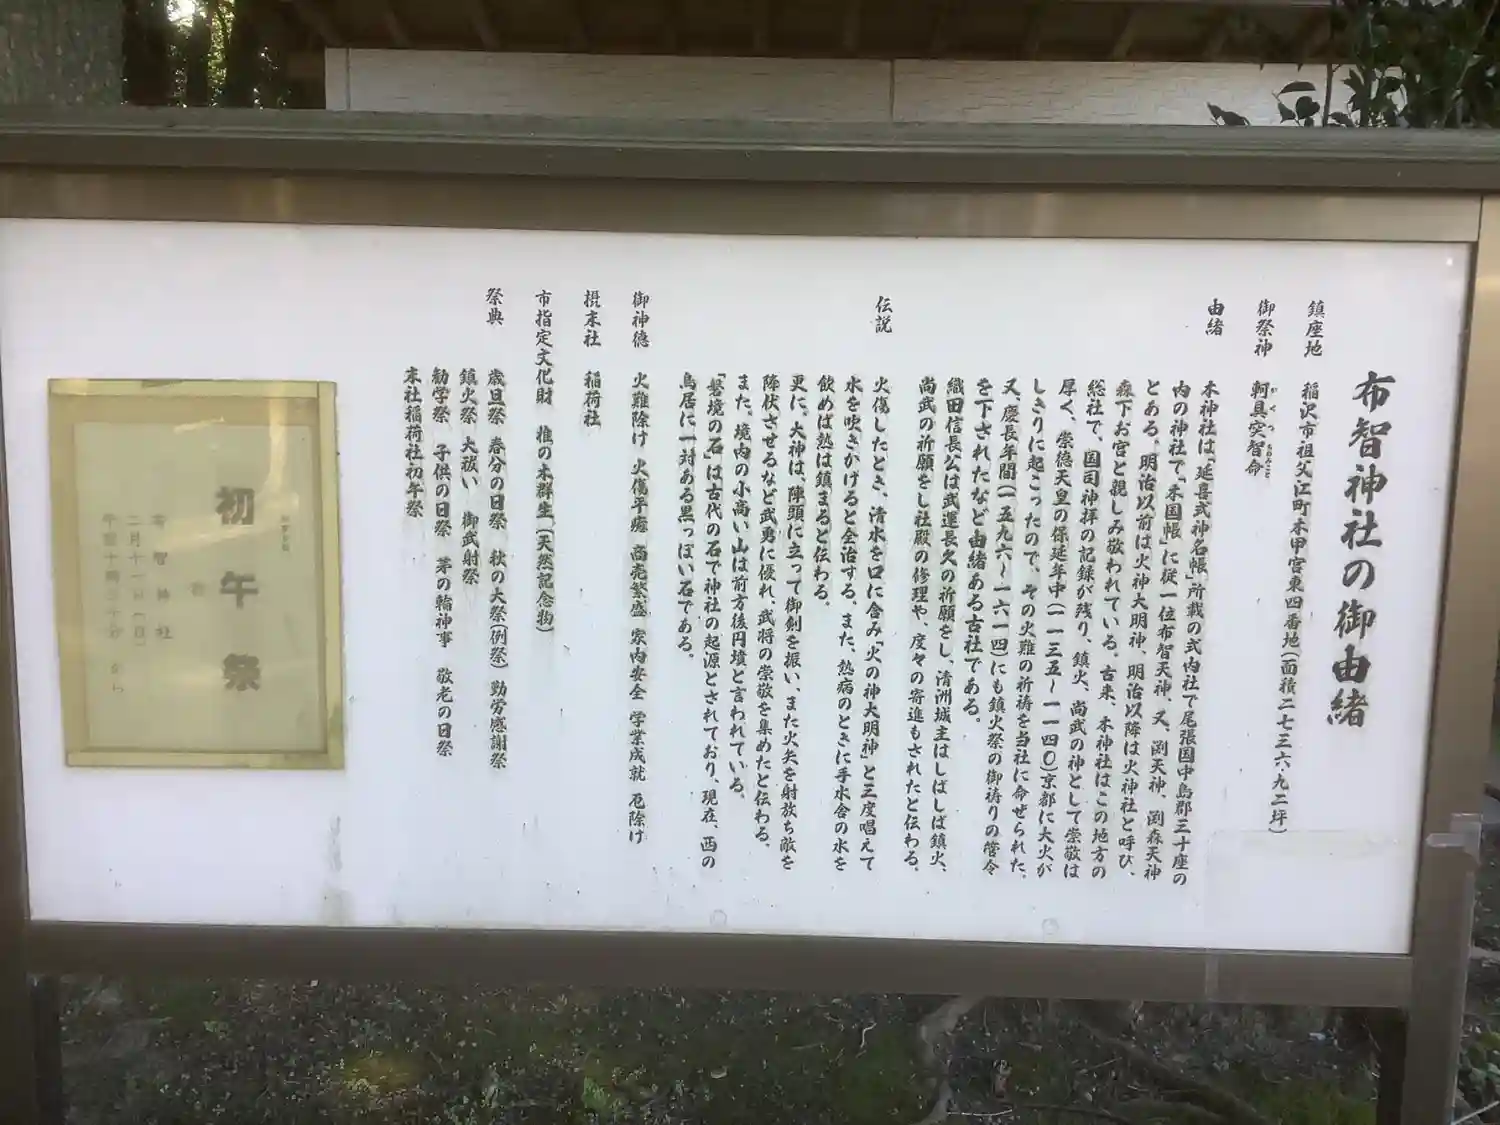 布智神社の御由緒
鎮座地 稲沢市祖父江町本甲宮東四番地(面積二七三六・九二坪)
御祭神 軻具突智命
かぐつちのみこと
由緒
本神社は「延喜式神名帳」所載の式内社で尾張国中島郡三十座の
内の神社で、「本国帳」に従一位布智天神、又、渕天神、渕森天神
とある。明治以前は火神大明神、明治以降は火神社と呼び、
森下お宮と親しみ敬われている。古来、本神社はこの地方の
総社で、国司神拝の記録が残り、鎮火、尚武の神として崇敬は
厚く、崇徳天皇の保延年中(一一三五~一一四〇)京都に大火が
しきりに起こったので、その火難の祈祷を当社に命ぜられた。
又、慶長年間(一五九六~一六一四)にも鎮火祭の御祷りの管令
を下されたなど由緒ある古社である。
織田信長公は武運長久の祈願をし、清洲城主はしばしば鎮火、
尚武の祈願をし社殿の修理や、度々の寄進もされたと伝わる。
伝説 火傷したとき、清水を口に含み「火の神大明神」と三度唱えて
水を吹きかけると全治する。また、熱病のときに手水舎の水を
飲めば熱は鎮まると伝わる。
更に、大神は、陣頭に立って御剣を振い、また火矢を射放ち敵を
降伏させるなど武勇に優れ、武将の崇敬を集めたと伝わる。
また、境内の小高い山は前方後円墳と言われている。
「磐境の石」は古代の石で神社の起源とされており、現在、西の
鳥居に一対ある黒っぽい石である。
御神徳 火難除け 火傷平癒 商売繁盛 家内安全 学業成就 厄除け
摂末社 稲荷社
市指定文化財 椎の木群生(天然記念物)
祭典 歳旦祭 春分の日祭 秋の大祭(例祭) 勤労感謝祭
鎮火祭 大祓い 御武射祭
勧学祭 子供の日祭 茅の輪神事 敬老の日祭
末社稲荷社初午祭
初午祭
布智神社
二月十一日(日)
午前十時三十分から